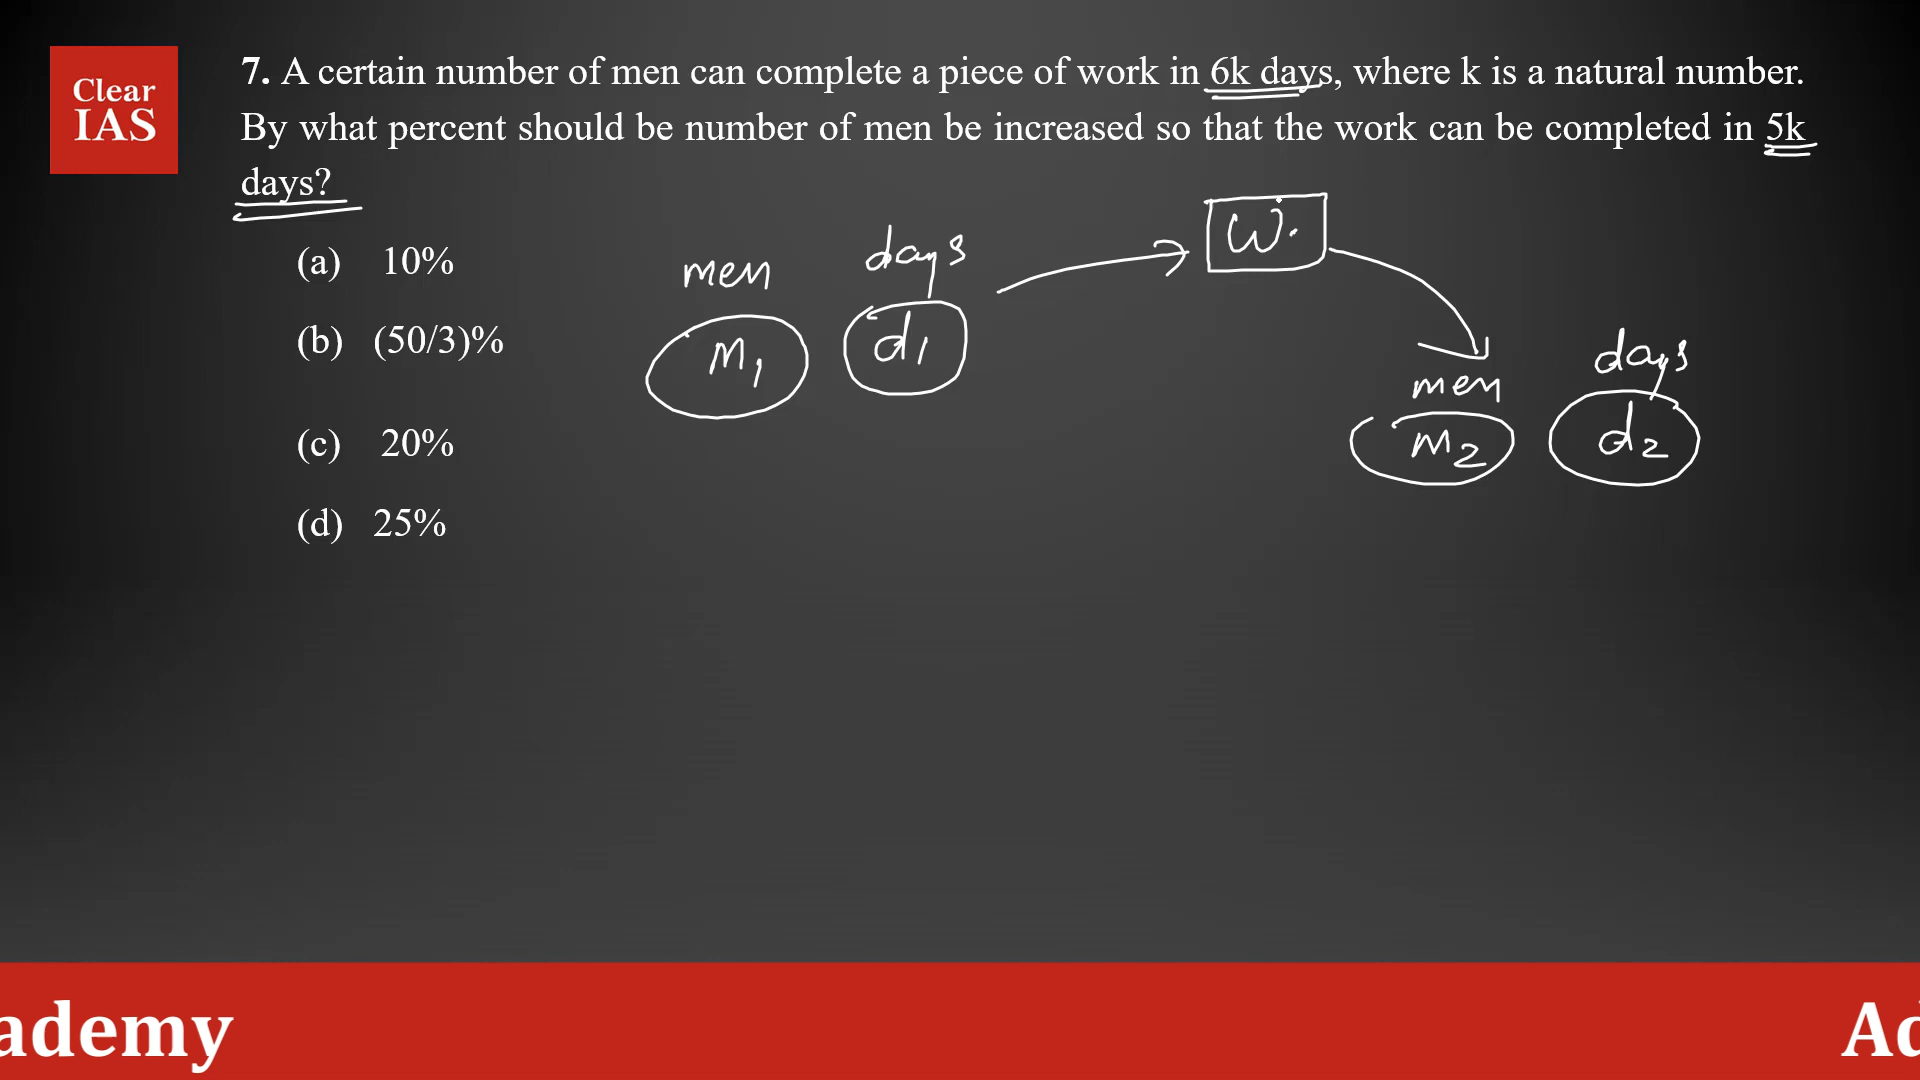 Clear
IAS
7. A certain number of men can complete a piece of work in 6k days, where k is a natural number.
By what percent should be number of men be increased so that the work can be completed in 5k
days?
(a) 10%
(b) (50/3)%
(c) 20%
(d) 25%
men days
m1 d1
W.
men days
m2 d2
ademy
Ac